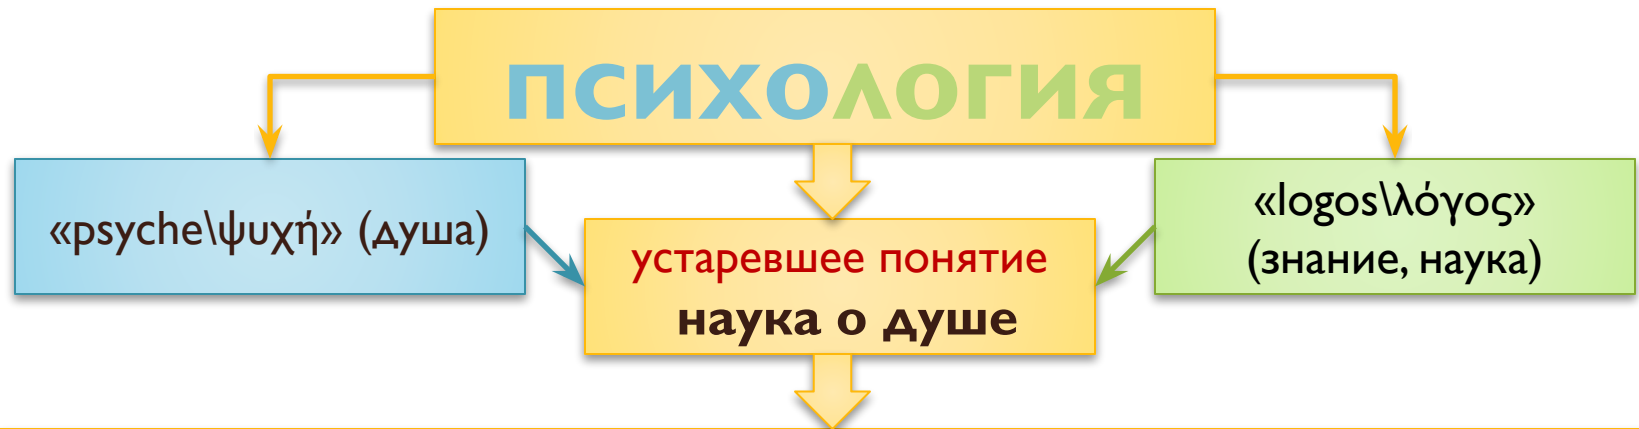 психология
«psyche\ψυχή» (душа)
устаревшее понятие
наука о душе
«logos\λόγος»
(знание, наука)